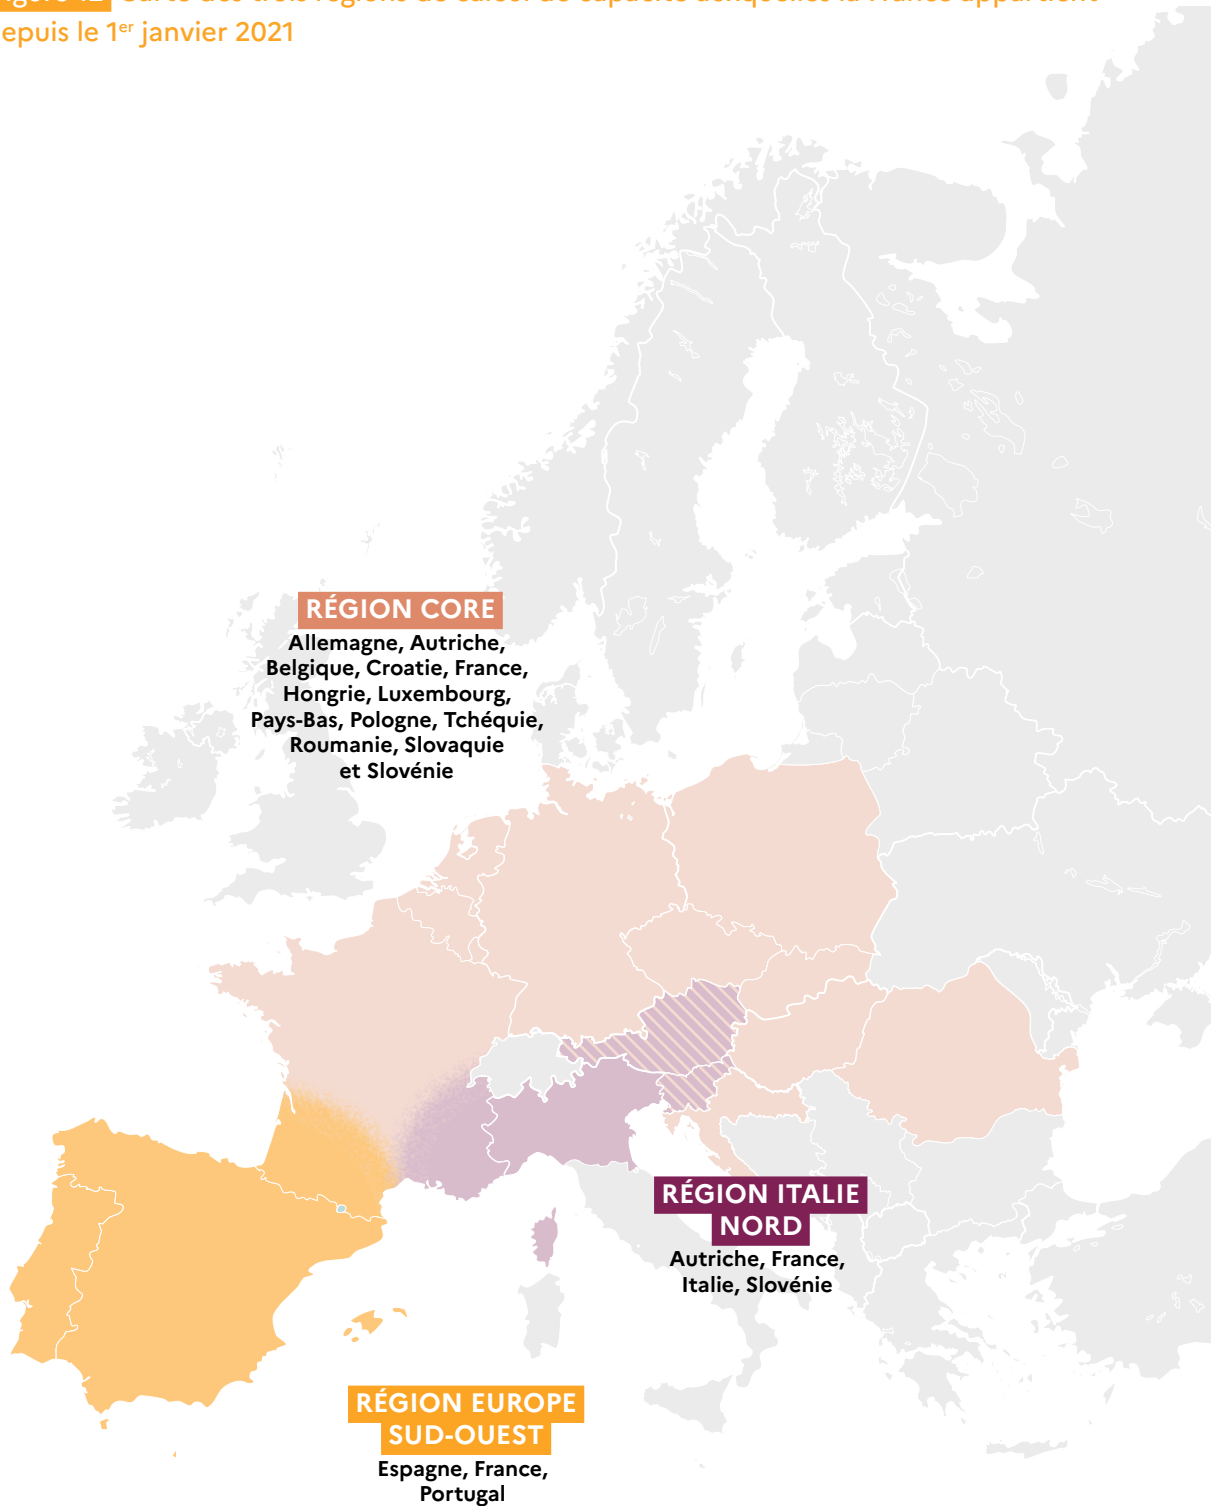 depuis le 1er janvier 2021
RÉGION CORE
Allemagne, Autriche,
Belgique, Croatie, France,
Hongrie, Luxembourg,
Pays-Bas, Pologne, Tchéquie,
Roumanie, Slovaquie
et Slovénie
RÉGION ITALIE
NORD
Autriche, France,
Italie, Slovénie
RÉGION EUROPE
SUD-OUEST
Espagne, France,
Portugal